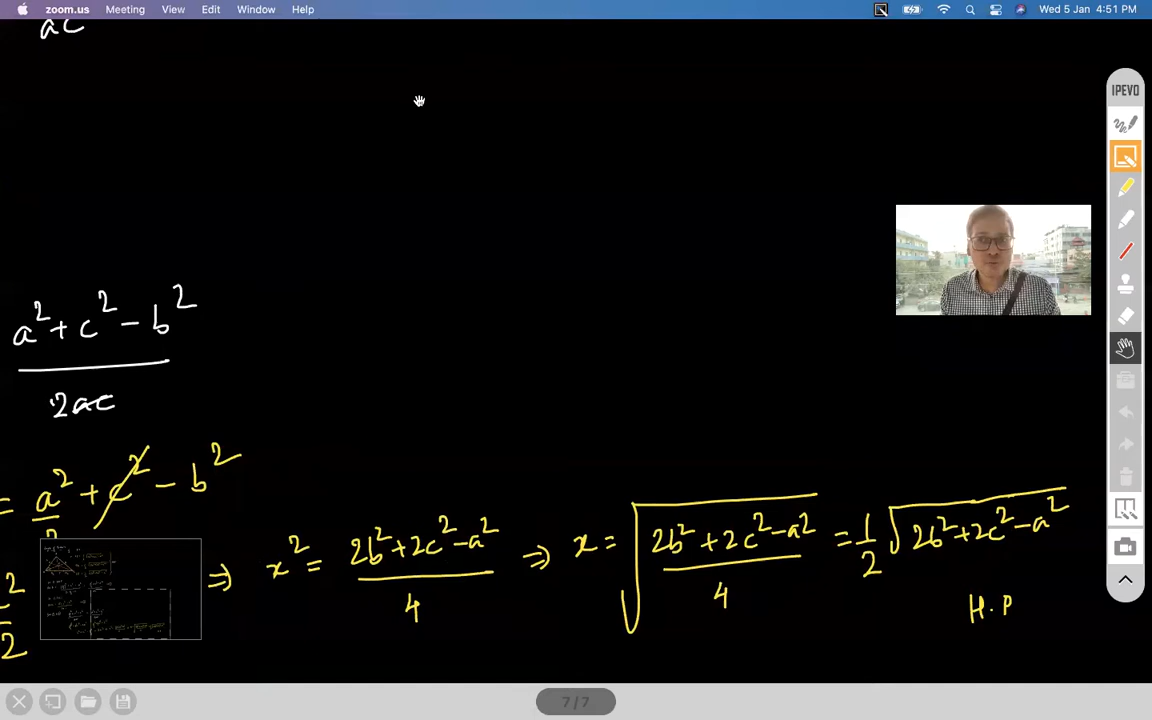 zoom.us Meeting View Edit Window Help Wed 5 Jan 4:51 PM
ac
IPEVO
a² + c² - b²
2ac
= a² + c² - b²
2
⇒ x² = 2b² + 2c² - a² / 4 ⇒ x = √(2b² + 2c² - a² / 4) = 1/2 √(2b² + 2c² - a²)
H.P
7 / 7